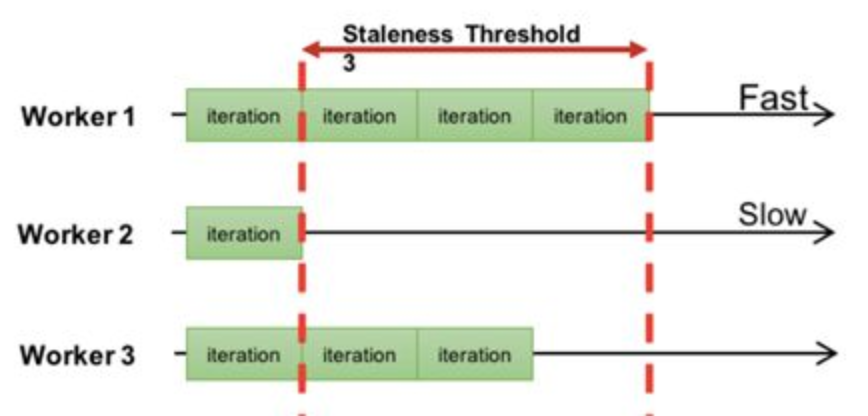 Staleness Threshold
3
Worker 1 iteration iteration iteration iteration Fast
Worker 2 iteration Slow
Worker 3 iteration iteration iteration